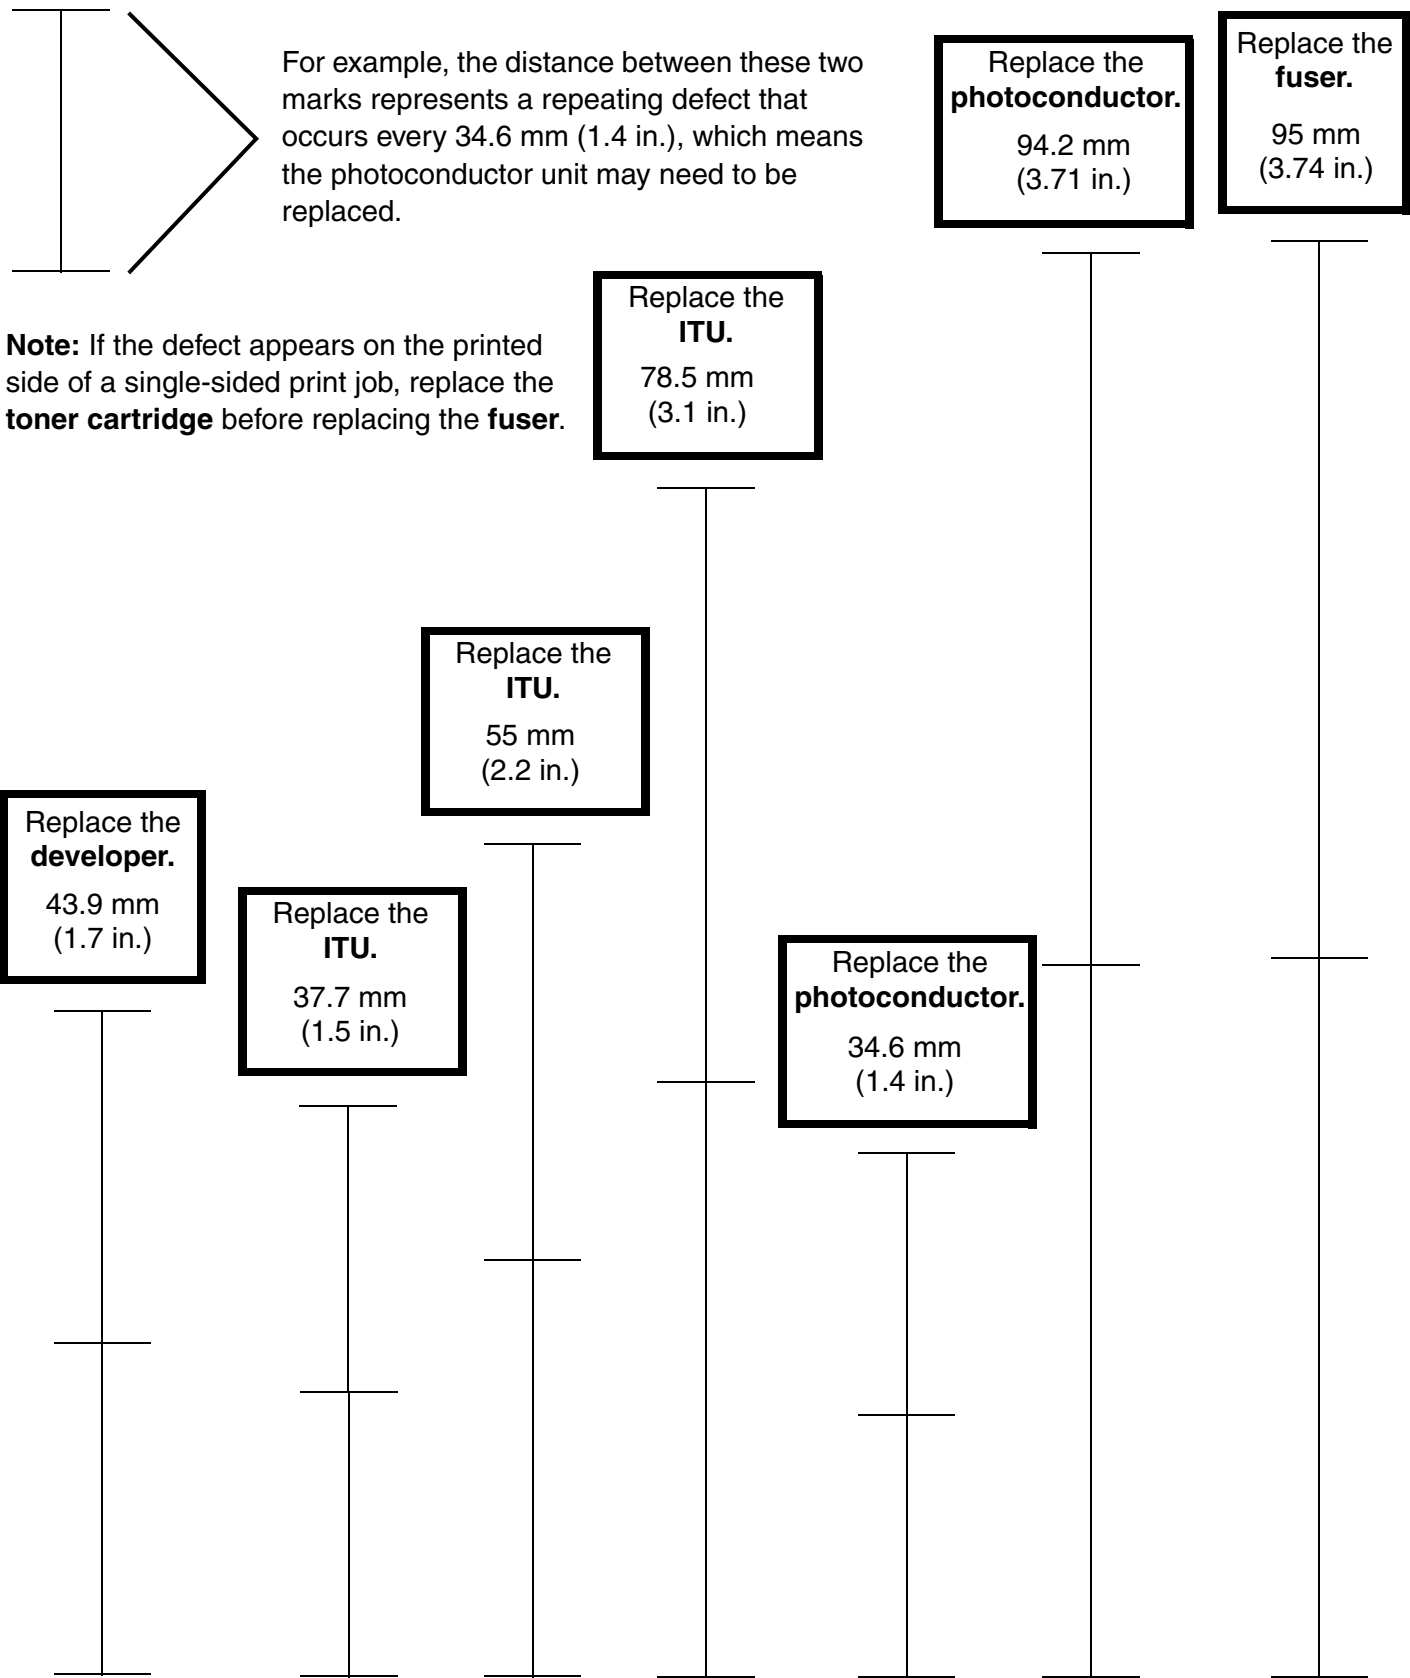 For example, the distance between these two
marks represents a repeating defect that
occurs every 34.6 mm (1.4 in.), which means
the photoconductor unit may need to be
replaced.
Replace the
photoconductor.
94.2 mm
(3.71 in.)
Replace the
fuser.
95 mm
(3.74 in.)
Note: If the defect appears on the printed
side of a single-sided print job, replace the
toner cartridge before replacing the fuser.
Replace the
ITU.
78.5 mm
(3.1 in.)
Replace the
ITU.
55 mm
(2.2 in.)
Replace the
developer.
43.9 mm
(1.7 in.)
Replace the
ITU.
37.7 mm
(1.5 in.)
Replace the
photoconductor.
34.6 mm
(1.4 in.)